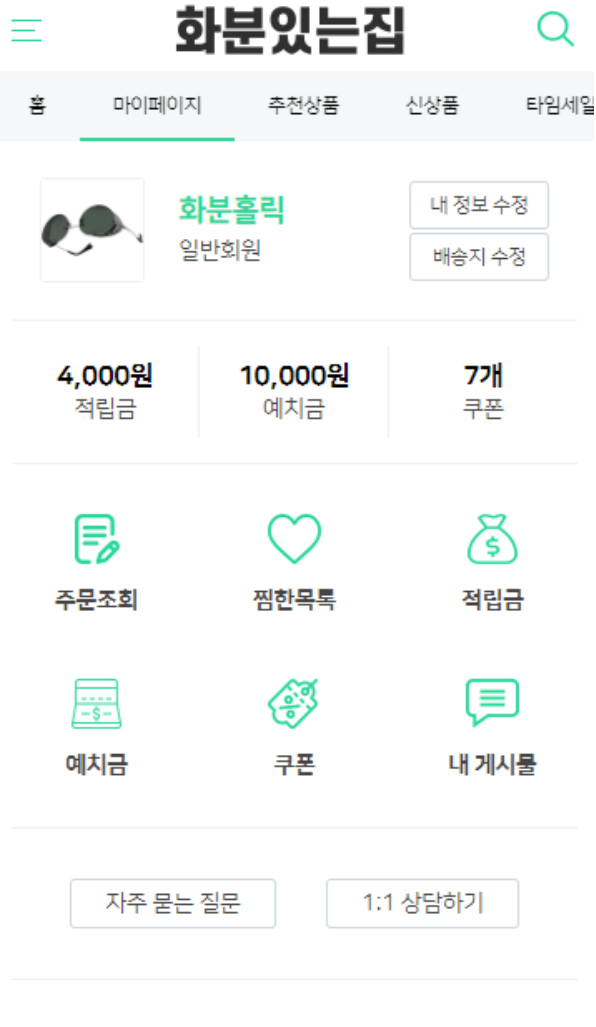 화분있는집
홈 마이페이지 추천상품 신상품 타임세일
화분홀릭
일반회원
내 정보 수정
배송지 수정
4,000원 10,000원 7개
적립금 예치금 쿠폰
주문조회 찜한목록 적립금
예치금 쿠폰 내 게시물
자주 묻는 질문 1:1 상담하기